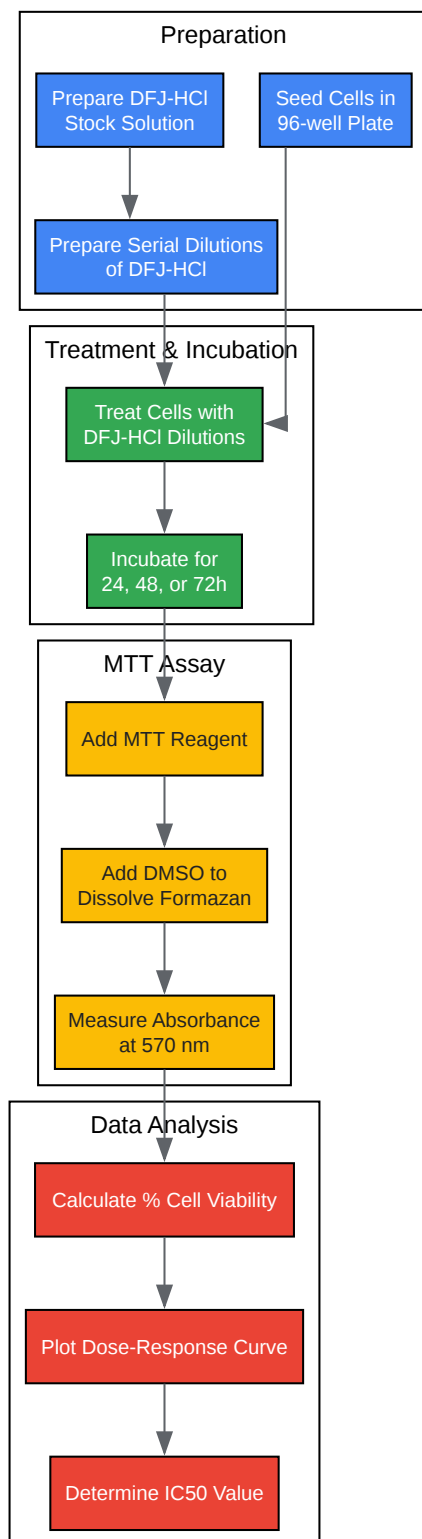 Preparation
Prepare DFJ-HCl
Stock Solution
Seed Cells in
96-well Plate
Prepare Serial Dilutions
of DFJ-HCl
Treatment & Incubation
Treat Cells with
DFJ-HCl Dilutions
Incubate for
24, 48, or 72h
MTT Assay
Add MTT Reagent
Add DMSO to
Dissolve Formazan
Measure Absorbance
at 570 nm
Data Analysis
Calculate % Cell Viability
Plot Dose-Response Curve
Determine IC50 Value